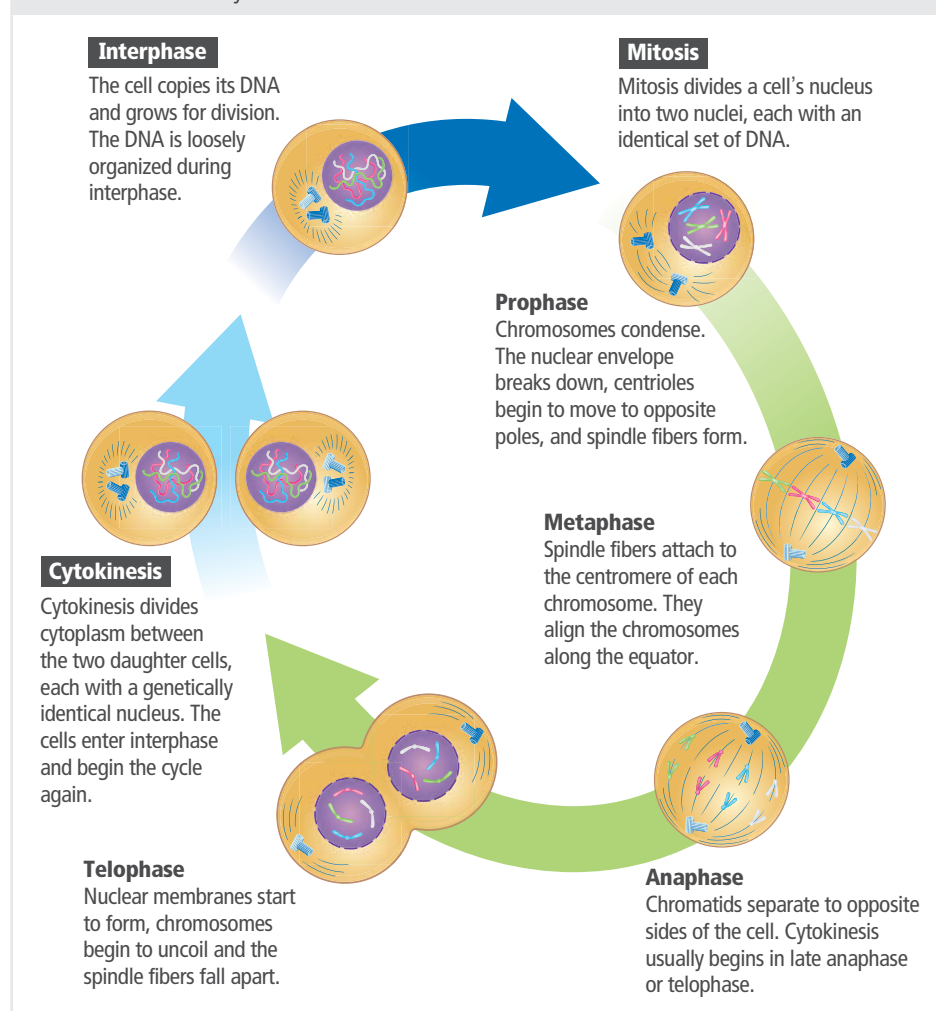 Interphase
The cell copies its DNA
and grows for division.
The DNA is loosely
organized during
interphase.
Mitosis
Mitosis divides a cell's nucleus
into two nuclei, each with an
identical set of DNA.
Prophase
Chromosomes condense.
The nuclear envelope
breaks down, centrioles
begin to move to opposite
poles, and spindle fibers form.
Metaphase
Spindle fibers attach to
the centromere of each
chromosome. They
align the chromosomes
along the equator.
Anaphase
Chromatids separate to opposite
sides of the cell. Cytokinesis
usually begins in late anaphase
or telophase.
Telophase
Nuclear membranes start
to form, chromosomes
begin to uncoil and the
spindle fibers fall apart.
Cytokinesis
Cytokinesis divides
cytoplasm between
the two daughter cells,
each with a genetically
identical nucleus. The
cells enter interphase
and begin the cycle
again.